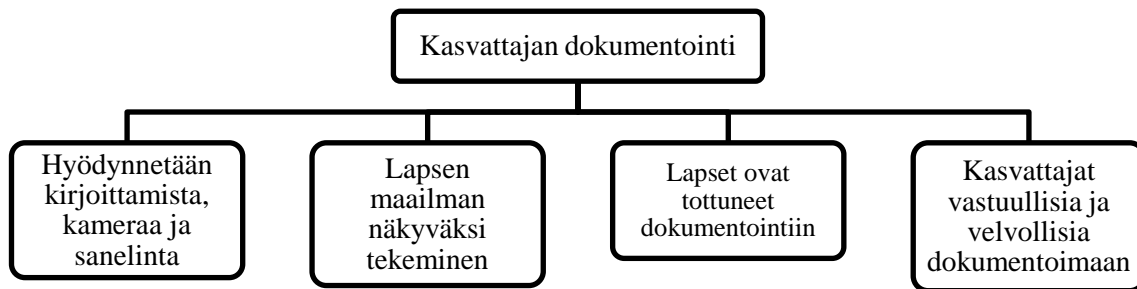 Kasvattajan dokumentointi
Hyödynnetään
kirjoittamista,
kameraa ja
sanelinta
Lapsen
maailman
näkyväksi
tekeminen
Lapset ovat
tottuneet
dokumentointiin
Kasvattajat
vastuullisia ja
velvollisia
dokumentoimaan